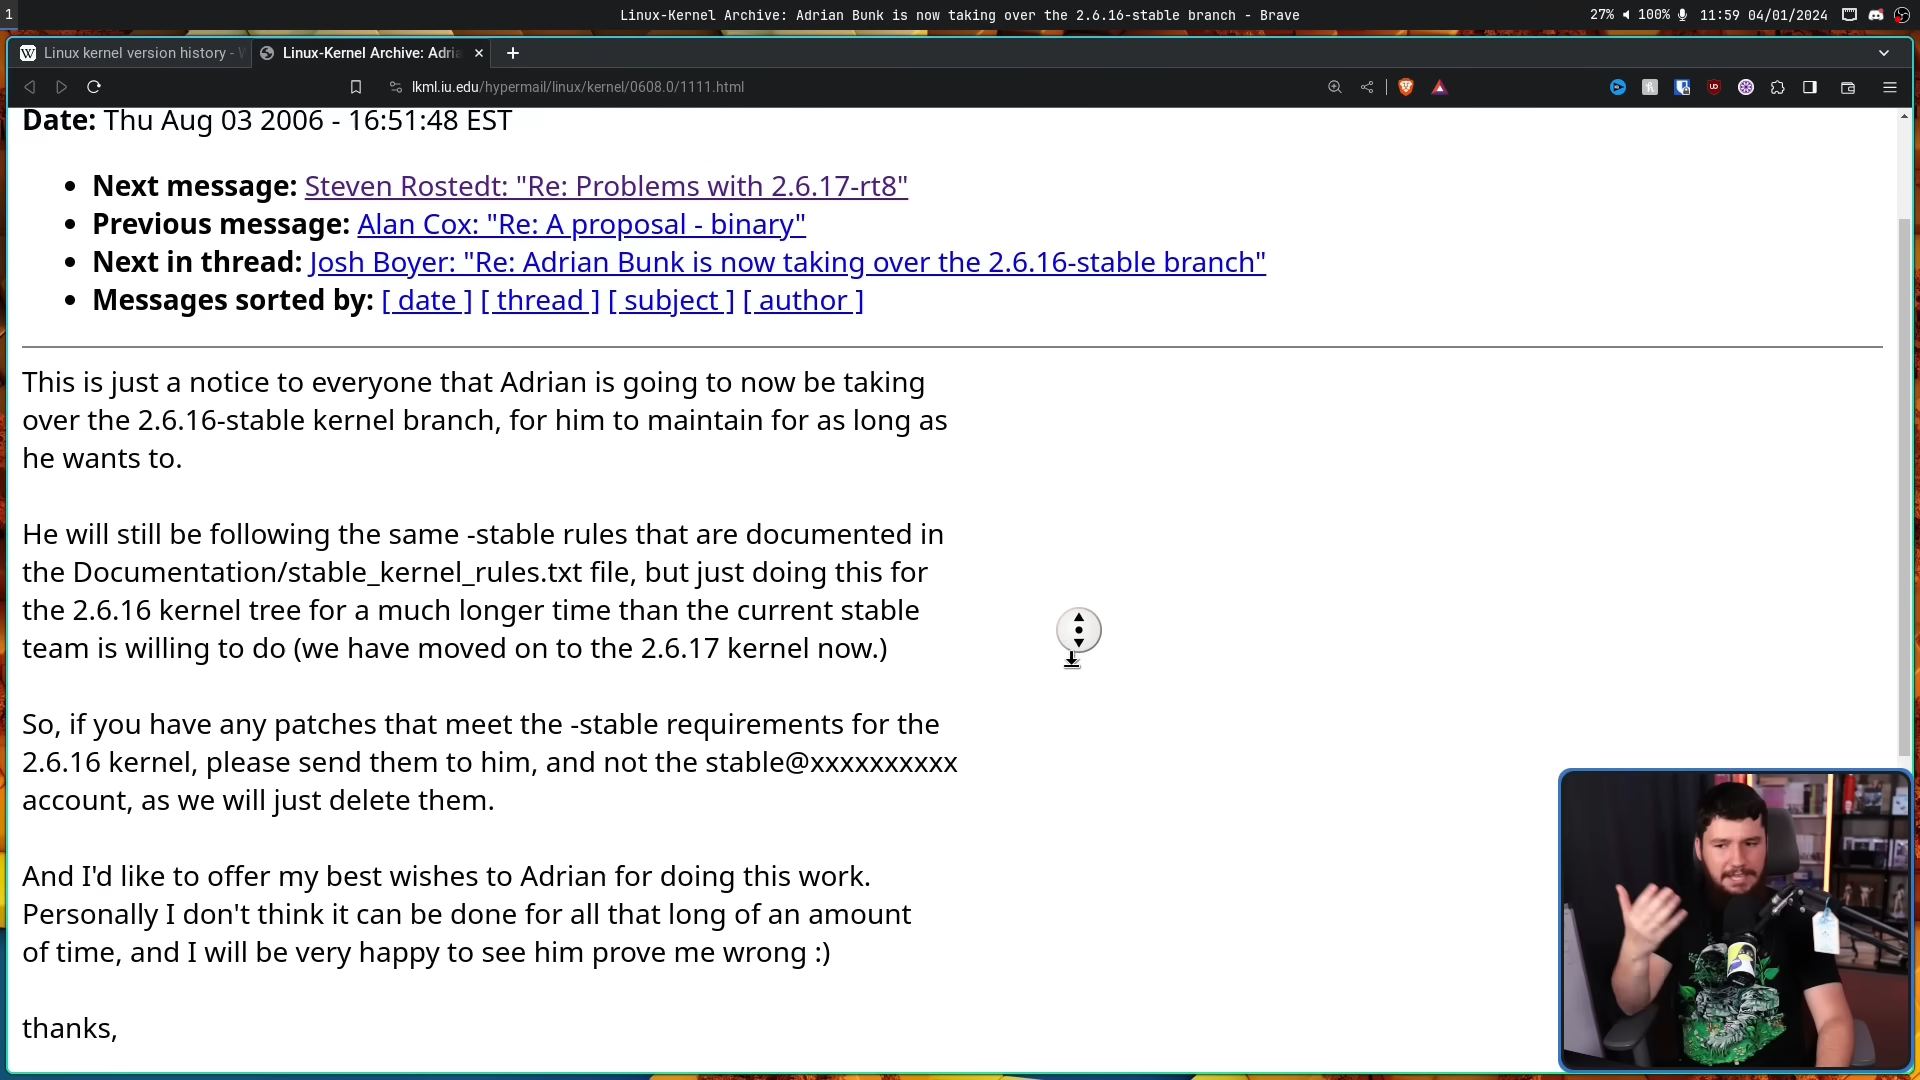 1
Linux-Kernel Archive: Adrian Bunk is now taking over the 2.6.16-stable branch - Brave
27% 100% 11:59 04/01/2024
Linux kernel version history -
Linux-Kernel Archive: Adria
lkml.iu.edu/hypermail/linux/kernel/0608.0/1111.html
Date: Thu Aug 03 2006 - 16:51:48 EST
Next message: Steven Rostedt: "Re: Problems with 2.6.17-rt8"
Previous message: Alan Cox: "Re: A proposal - binary"
Next in thread: Josh Boyer: "Re: Adrian Bunk is now taking over the 2.6.16-stable branch"
Messages sorted by: [ date ] [ thread ] [ subject ] [ author ]
This is just a notice to everyone that Adrian is going to now be taking
over the 2.6.16-stable kernel branch, for him to maintain for as long as
he wants to.
He will still be following the same -stable rules that are documented in
the Documentation/stable_kernel_rules.txt file, but just doing this for
the 2.6.16 kernel tree for a much longer time than the current stable
team is willing to do (we have moved on to the 2.6.17 kernel now.)
So, if you have any patches that meet the -stable requirements for the
2.6.16 kernel, please send them to him, and not the stable@xxxxxxxxxx
account, as we will just delete them.
And I'd like to offer my best wishes to Adrian for doing this work.
Personally I don't think it can be done for all that long of an amount
of time, and I will be very happy to see him prove me wrong :)
thanks,